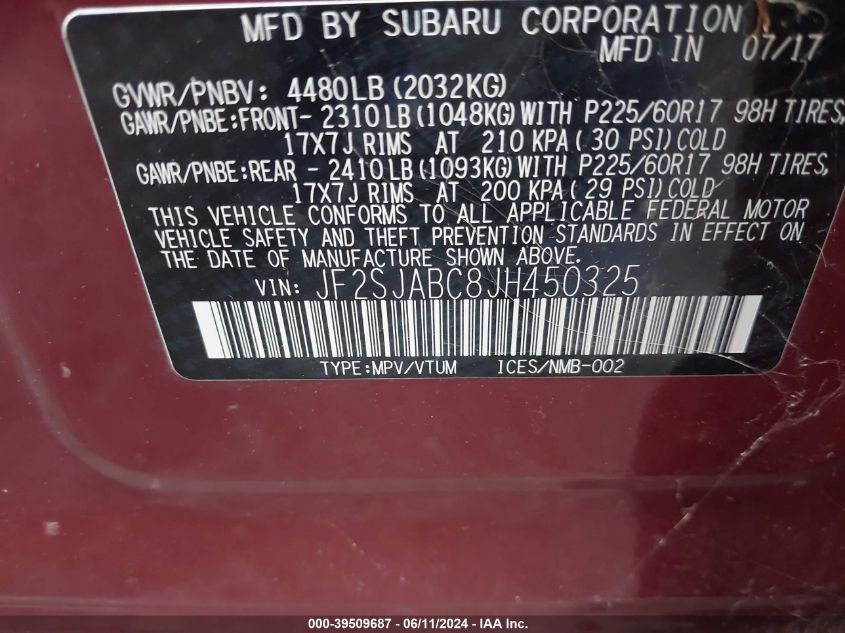 MFD BY SUBARU CORPORATION
MFD IN 07/17
GVWR/PNBV: 4480LB(2032KG)
GAWR/PNBE:FRONT- 2310LB(1048KG)WITH P225/60R17 98H TIRES,
17X7J RIMS AT 210 KPA(30 PSI)COLD
GAWR/PNBE:REAR - 2410LB(1093KG)WITH P225/60R17 98H TIRES,
17X7J RIMS AT 200 KPA(29 PSI)COLD
THIS VEHICLE CONFORMS TO ALL APPLICABLE FEDERAL MOTOR
VEHICLE SAFETY AND THEFT PREVENTION STANDARDS IN EFFECT ON
THE DATE OF MANUFACTURE SHOWN ABOVE.
VIN: JF2SJABC8JH450325
TYPE:MPV/VTUM ICES/NMB-002
000-39509687 - 06/11/2024 - IAA Inc.